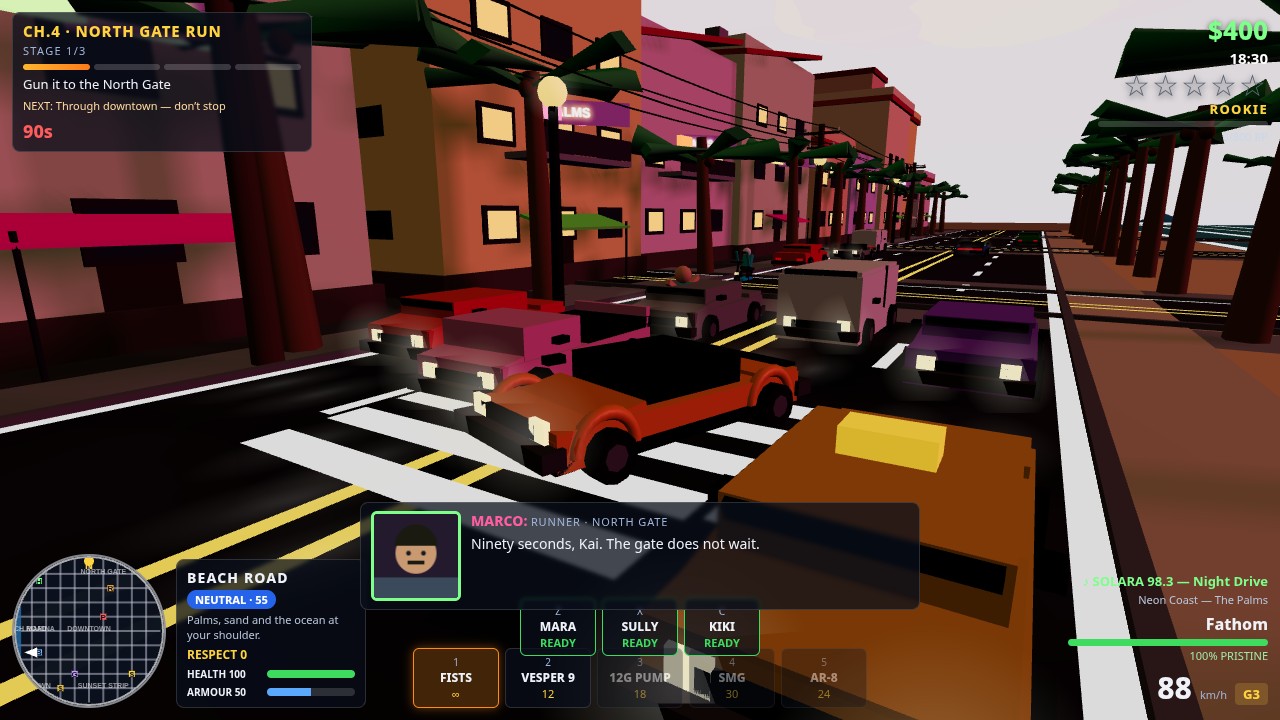 CH.4 · NORTH GATE RUN
STAGE 1/3
Gun it to the North Gate
NEXT: Through downtown — don't stop
90s
$400
18:30
ROOKIE
LMS
MARCO: RUNNER · NORTH GATE
Ninety seconds, Kai. The gate does not wait.
NORTH GATE
DOWNTOWN
SUNSET STRIP
BEACH ROAD
NEUTRAL · 55
Palms, sand and the ocean at
your shoulder.
RESPECT 0
HEALTH 100
ARMOUR 50
Z
MARA
READY
X
SULLY
READY
C
KIKI
READY
1
FISTS
∞
2
VESPER 9
12
3
12G PUMP
18
4
SMG
30
5
AR-8
24
♪ SOLARA 98.3 — Night Drive
Neon Coast — The Palms
Fathom
100% PRISTINE
88 km/h G3